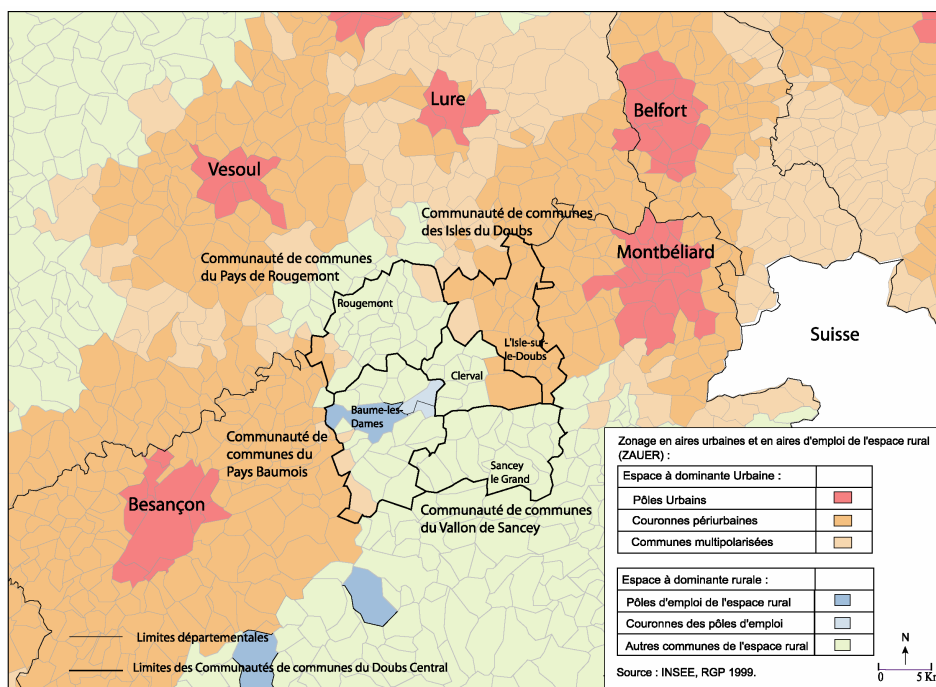 Lure
Belfort
Vesoul
Communauté de communes
des Isles du Doubs
Communauté de communes
du Pays de Rougemont
Montbéliard
Rougemont
Suisse
L'Isle-sur-
le-Doubs
Clerval
Baume-les-
Dames
Communauté de
communes du
Pays Baumois
Sancey
le Grand
Besançon
Communauté de communes
du Vallon de Sancey
Zonage en aires urbaines et en aires d'emploi de l'espace rural
(ZAUER) :
Espace à dominante Urbaine :
Pôles Urbains
Couronnes périurbaines
Communes multipolarisées
Espace à dominante rurale :
Pôles d'emploi de l'espace rural
Couronnes des pôles d'emploi
Autres communes de l'espace rural
Source : INSEE, RGP 1999.
N
0 5 Km
Limites départementales
Limites des Communautés de communes du Doubs Central